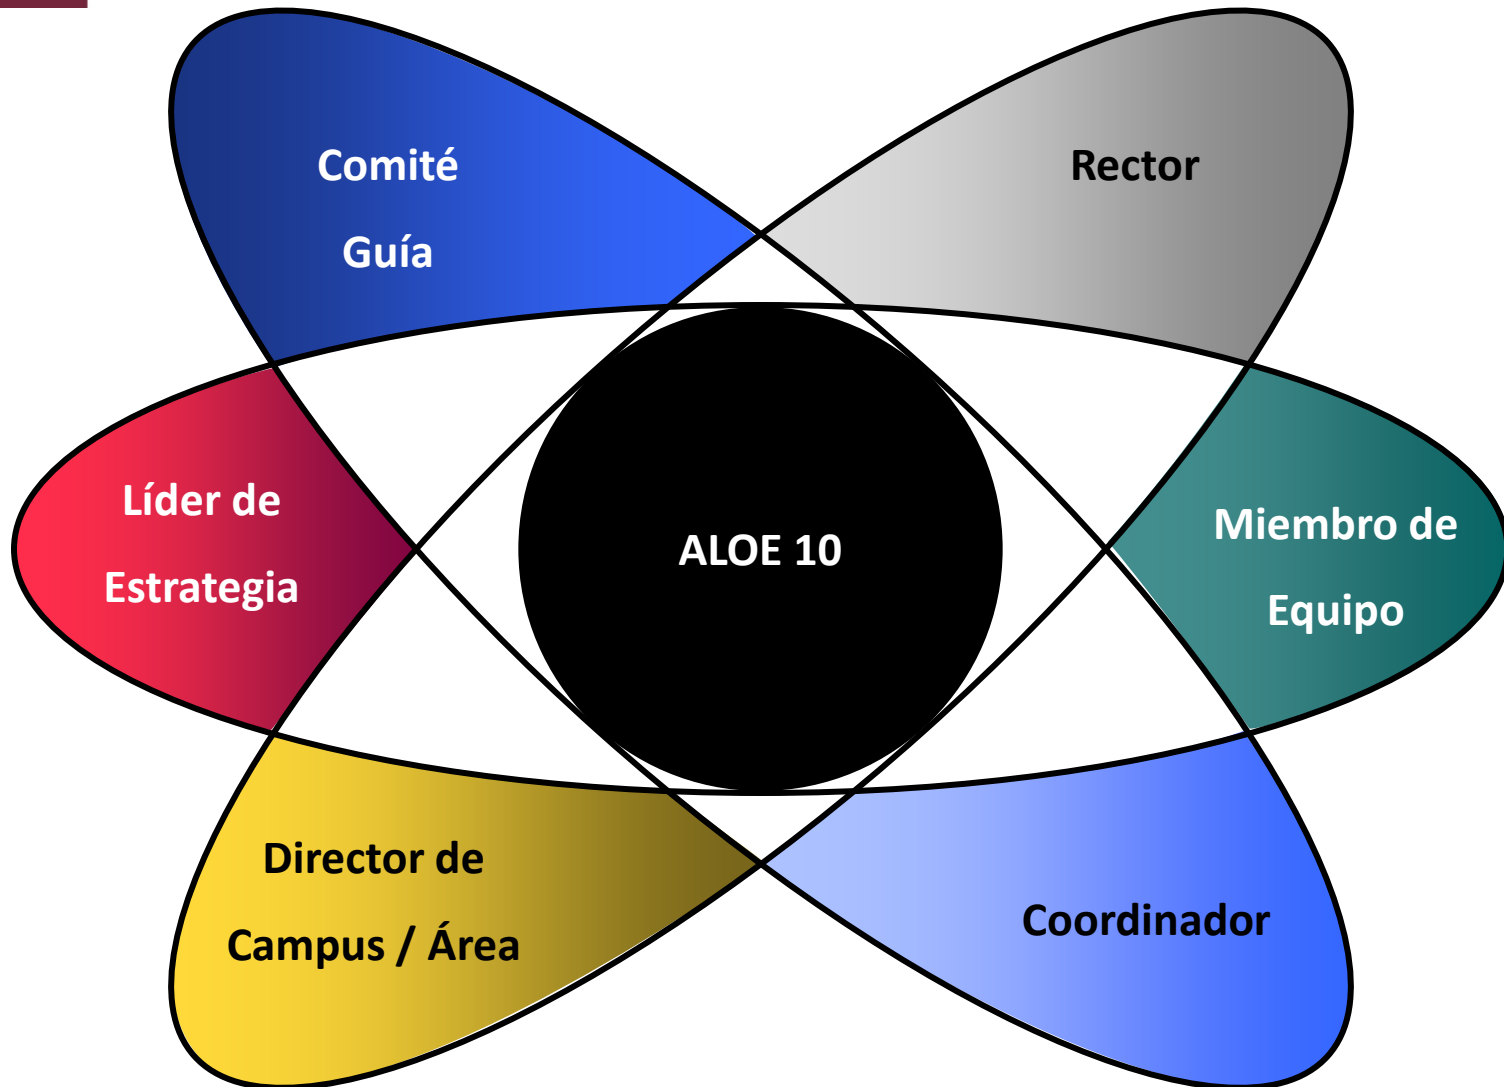 Comité
Guía
Rector
Líder de
Estrategia
ALOE 10
Miembro de
Equipo
Director de
Campus / Área
Coordinador